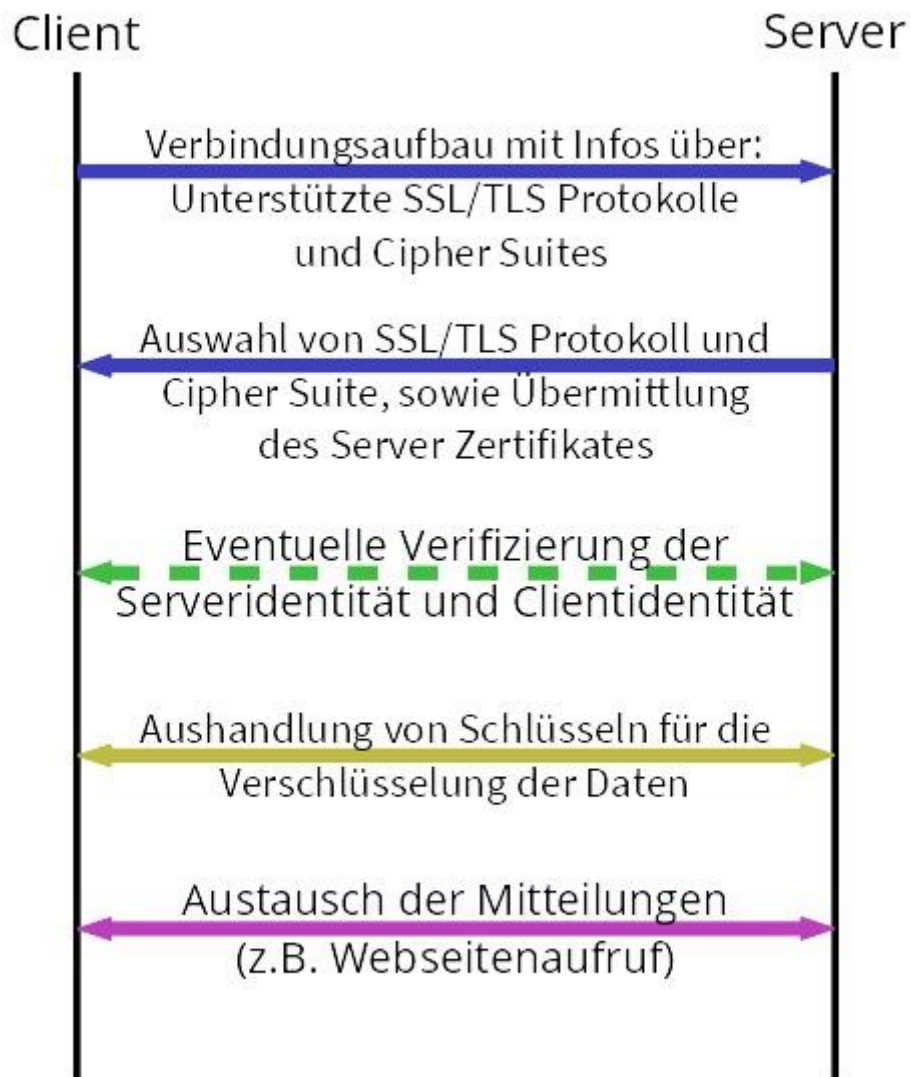 Client
Server
Verbindungsaufbau mit Infos über:
Unterstützte SSL/TLS Protokolle
und Cipher Suites
Auswahl von SSL/TLS Protokoll und
Cipher Suite, sowie Übermittlung
des Server Zertifikates
Eventuelle Verifizierung der
Serveridentität und Clientidentität
Aushandlung von Schlüsseln für die
Verschlüsselung der Daten
Austausch der Mitteilungen
(z.B. Webseitenaufruf)